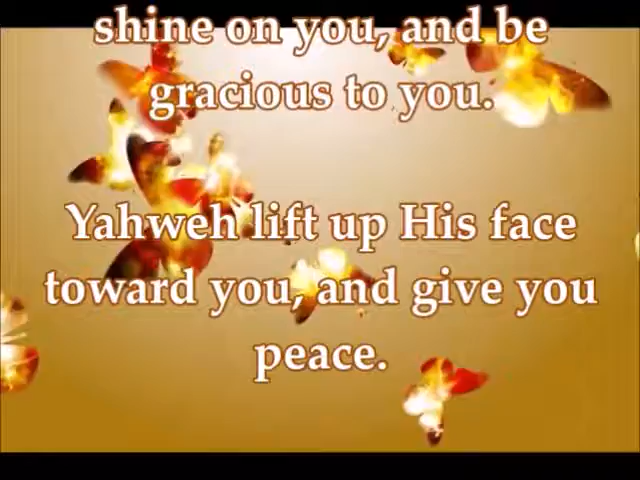 shine on you, and be
gracious to you.
Yahweh lift up His face
toward you, and give you
peace.